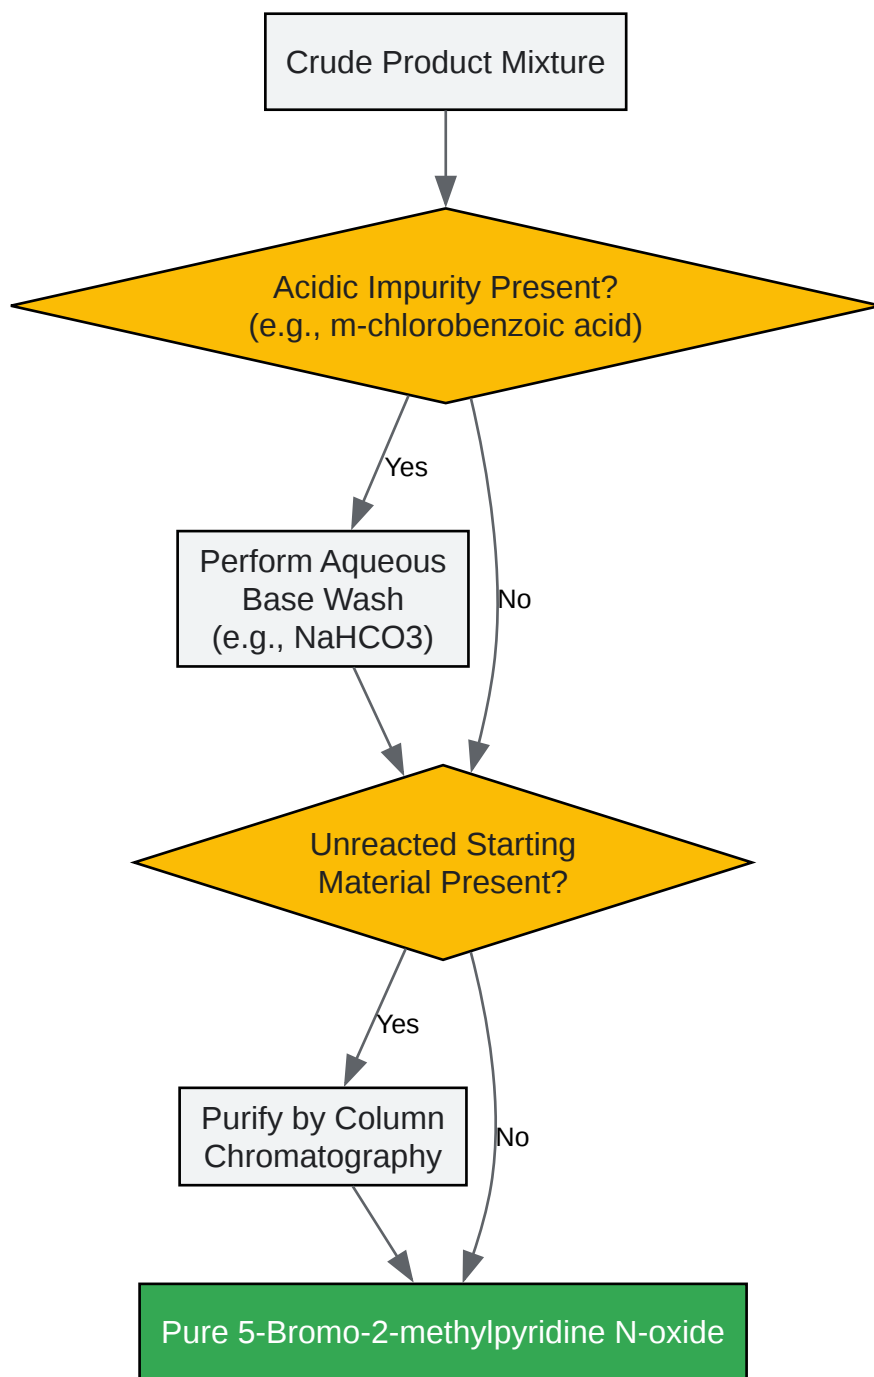 Crude Product Mixture
Acidic Impurity Present?
(e.g., m-chlorobenzoic acid)
Yes
Perform Aqueous
Base Wash
(e.g., NaHCO3)
No
Unreacted Starting
Material Present?
Yes
Purify by Column
Chromatography
No
Pure 5-Bromo-2-methylpyridine N-oxide